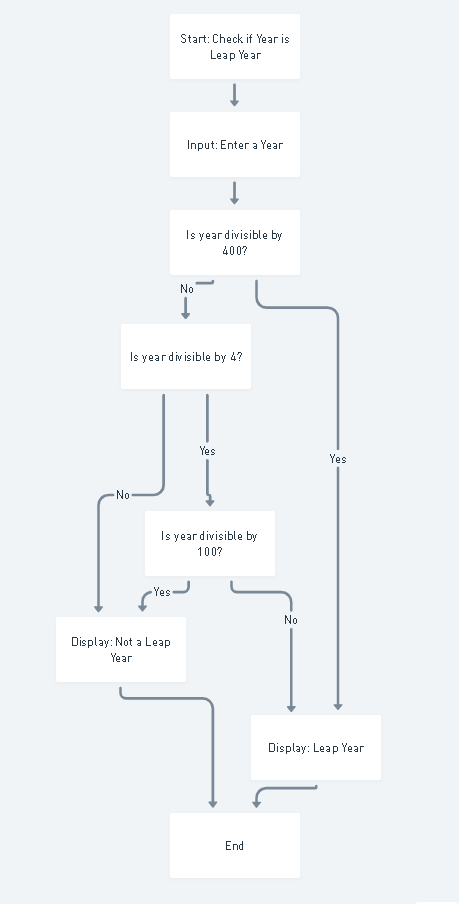 Start: Check if Year is
Leap Year
Input: Enter a Year
Is year divisible by
400?
No
Is year divisible by 4?
Yes
Yes
No
Is year divisible by
100?
Yes
No
Display: Not a Leap
Year
Display: Leap Year
End